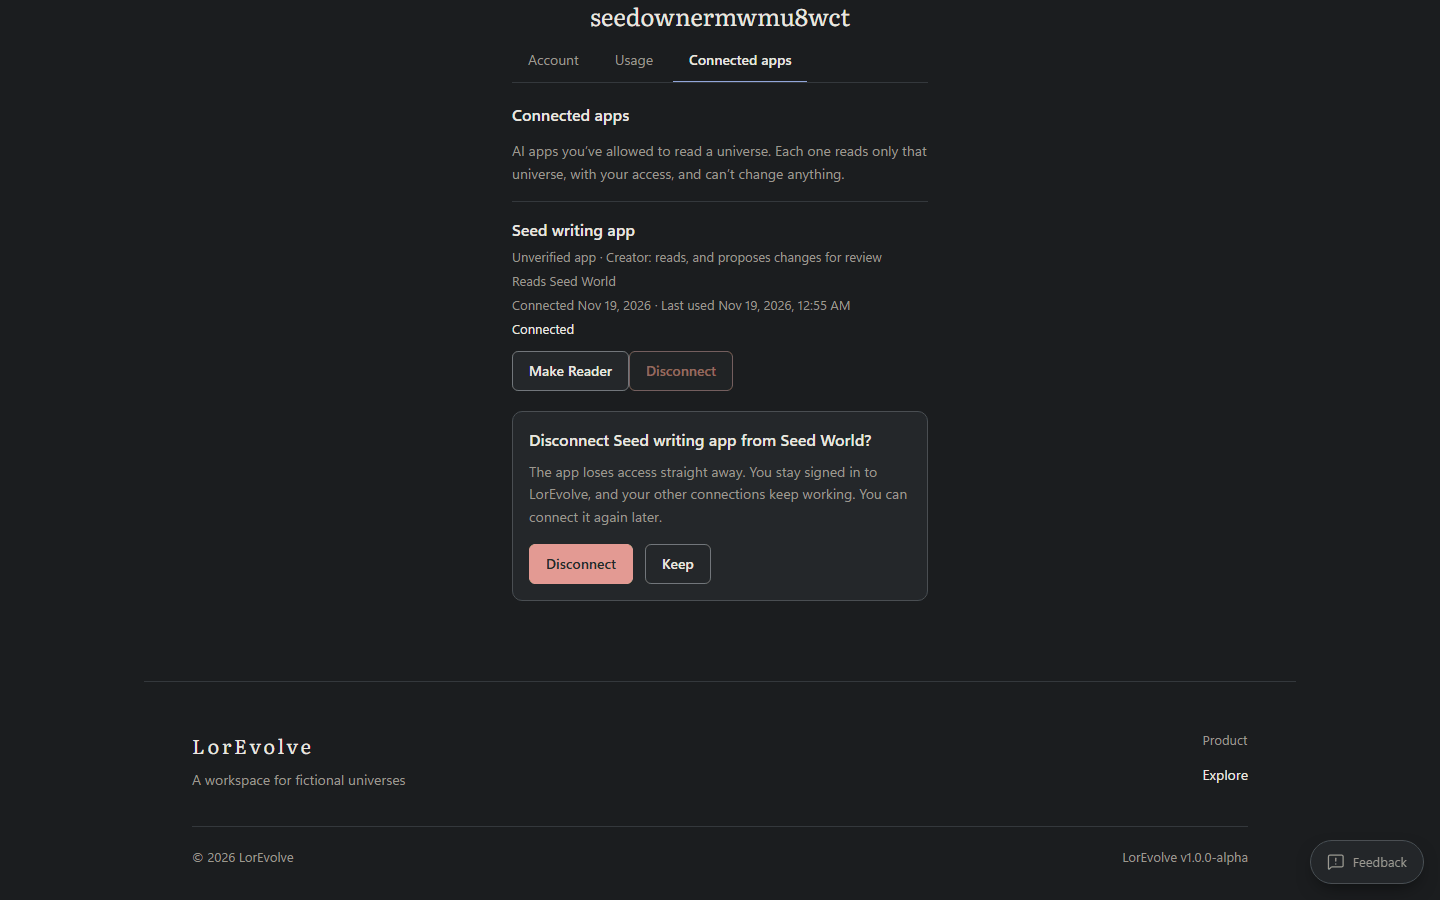 seedownermwmu8wct
Account Usage Connected apps
Connected apps
AI apps you’ve allowed to read a universe. Each one reads only that
universe, with your access, and can’t change anything.
Seed writing app
Unverified app · Creator: reads, and proposes changes for review
Reads Seed World
Connected Nov 19, 2026 · Last used Nov 19, 2026, 12:55 AM
Connected
Make Reader Disconnect
Disconnect Seed writing app from Seed World?
The app loses access straight away. You stay signed in to
LorEvolve, and your other connections keep working. You can
connect it again later.
Disconnect Keep
LorEvolve
A workspace for fictional universes
Product
Explore
© 2026 LorEvolve
LorEvolve v1.0.0-alpha
Feedback